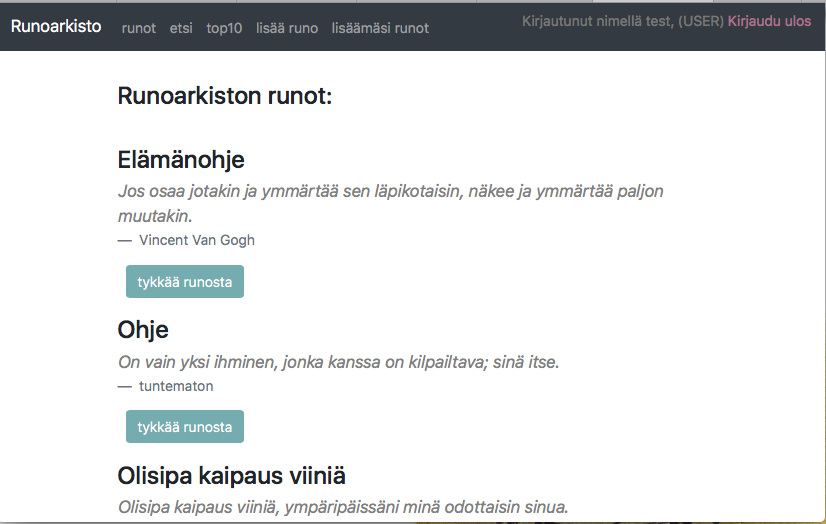 Runoarkisto runot etsi top10 lisää runo lisäämäsi runot Kirjautunut nimellä test, (USER) Kirjaudu ulos
Runoarkiston runot:
Elämänohje
Jos osaa jotakin ja ymmärtää sen läpikotaisin, näkee ja ymmärtää paljon
muutakin.
— Vincent Van Gogh
tykkää runosta
Ohje
On vain yksi ihminen, jonka kanssa on kilpailtava; sinä itse.
— tuntematon
tykkää runosta
Olisipa kaipaus viiniä
Olisipa kaipaus viiniä, ympäripäissäni minä odottaisin sinua.